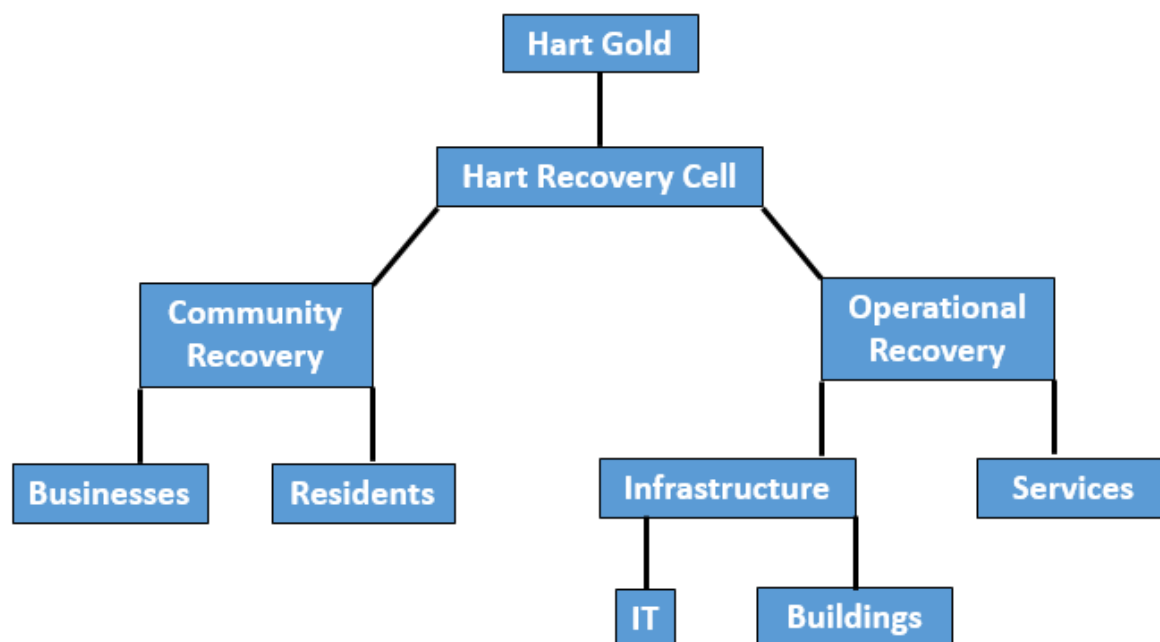 Hart Gold
Hart Recovery Cell
Community
Recovery
Operational
Recovery
Businesses
Residents
Infrastructure
Services
IT
Buildings